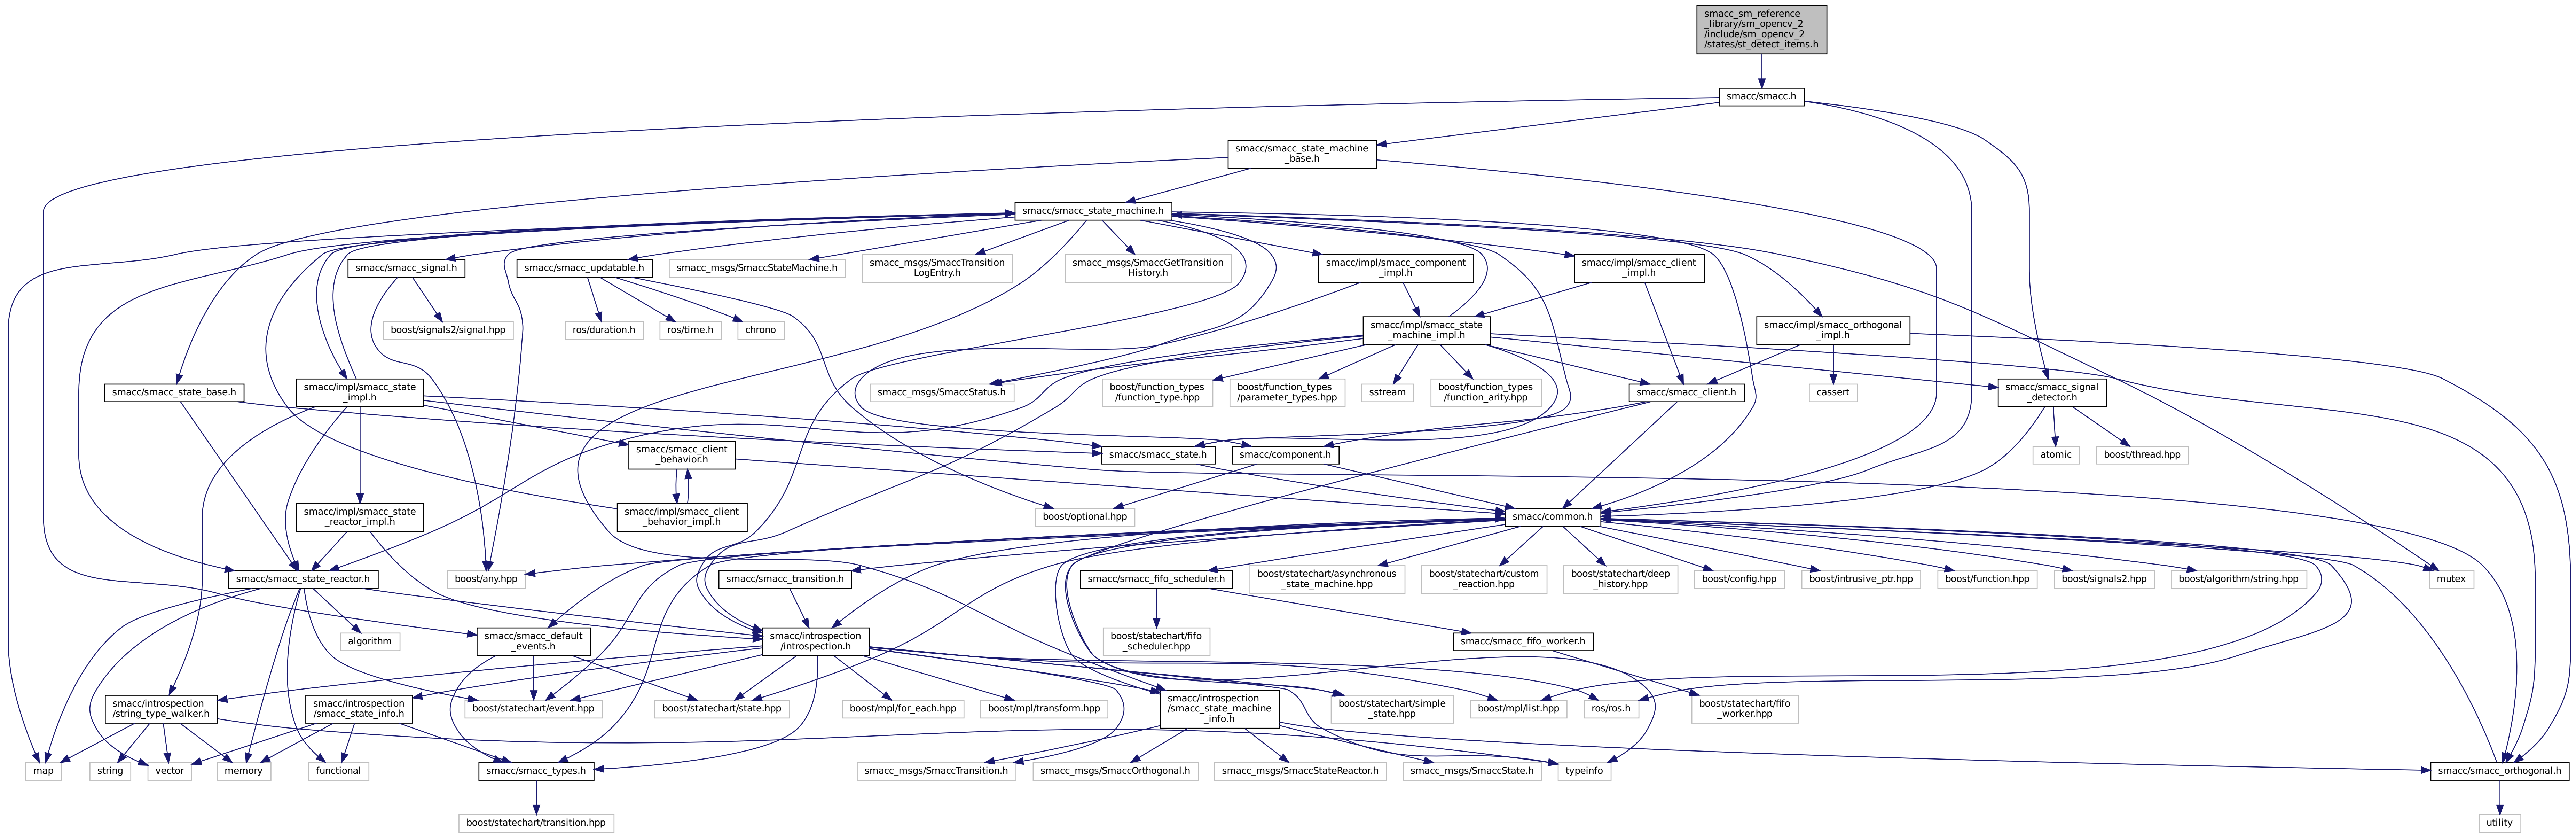 smacc_sm_reference
_library/sm_opencv_2
/include/sm_opencv_2
/states/st_detect_items.h
smacc/smacc.h
smacc/smacc_state_machine
_base.h
smacc/smacc_state_machine.h
smacc/smacc_signal.h
smacc/smacc_updatable.h
smacc_msgs/SmaccStateMachine.h
smacc_msgs/SmaccTransition
LogEntry.h
smacc_msgs/SmaccGetTransition
History.h
smacc/impl/smacc_component
_impl.h
smacc/impl/smacc_client
_impl.h
boost/signals2/signal.hpp
ros/duration.h
ros/time.h
chrono
smacc/impl/smacc_state
_machine_impl.h
smacc/impl/smacc_orthogonal
_impl.h
smacc/smacc_state_base.h
smacc/impl/smacc_state
_impl.h
smacc_msgs/SmaccStatus.h
boost/function_types
/function_type.hpp
boost/function_types
/parameter_types.hpp
sstream
boost/function_types
/function_arity.hpp
smacc/smacc_client.h
cassert
smacc/smacc_signal
_detector.h
smacc/smacc_client
_behavior.h
smacc/smacc_state.h
smacc/component.h
atomic
boost/thread.hpp
smacc/impl/smacc_state
_reactor_impl.h
smacc/impl/smacc_client
_behavior_impl.h
boost/optional.hpp
smacc/common.h
smacc/smacc_state_reactor.h
boost/any.hpp
smacc/smacc_transition.h
smacc/smacc_fifo_scheduler.h
boost/statechart/asynchronous
_state_machine.hpp
boost/statechart/custom
_reaction.hpp
boost/statechart/deep
_history.hpp
boost/config.hpp
boost/intrusive_ptr.hpp
boost/function.hpp
boost/signals2.hpp
boost/algorithm/string.hpp
mutex
algorithm
smacc/smacc_default
_events.h
smacc/introspection
/introspection.h
boost/statechart/fifo
_scheduler.hpp
smacc/smacc_fifo_worker.h
smacc/introspection
/string_type_walker.h
smacc/introspection
/smacc_state_info.h
boost/statechart/event.hpp
boost/statechart/state.hpp
boost/mpl/for_each.hpp
boost/mpl/transform.hpp
smacc/introspection
/smacc_state_machine
_info.h
boost/statechart/simple
_state.hpp
boost/mpl/list.hpp
ros/ros.h
boost/statechart/fifo
_worker.hpp
map
string
vector
memory
functional
smacc/smacc_types.h
smacc_msgs/SmaccTransition.h
smacc_msgs/SmaccOrthogonal.h
smacc_msgs/SmaccStateReactor.h
smacc_msgs/SmaccState.h
typeinfo
smacc/smacc_orthogonal.h
boost/statechart/transition.hpp
utility